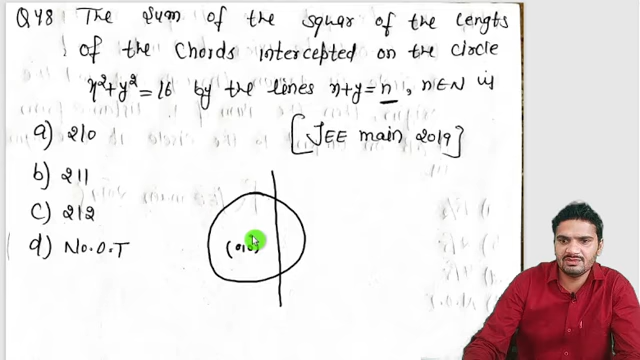 Q48 The Sum of the squar of the Lengts
of the Chords intercepted on the circle
x²+y²=16 by the lines x+y=n, n∈N is
a) 210 [JEE main 2019]
b) 211
c) 212
d) N.O.O.T
(0,0)